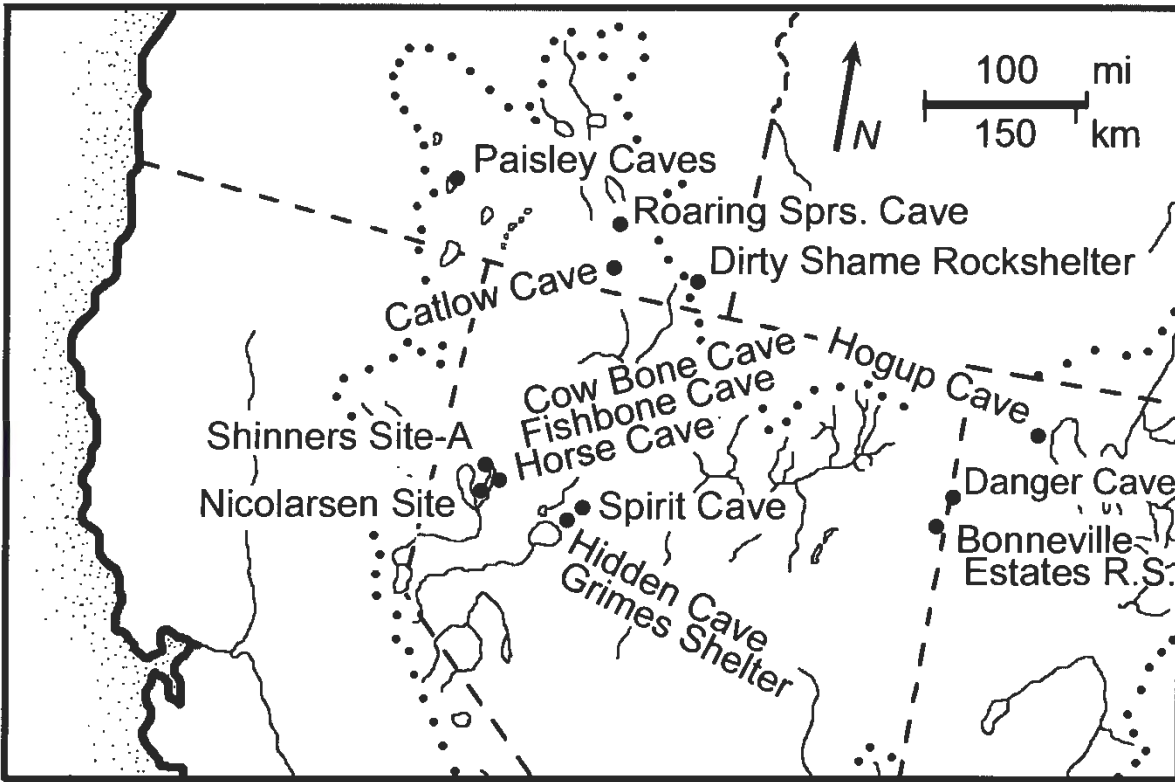 100 mi
150 km
N
Paisley Caves
Roaring Sprs. Cave
Dirty Shame Rockshelter
Catlow Cave
Cow Bone Cave
Fishbone Cave
Horse Cave
Hogup Cave
Shinners Site-A
Nicolarsen Site
Spirit Cave
Danger Cave
Bonneville
Estates R.S.
Hidden Cave
Grimes Shelter